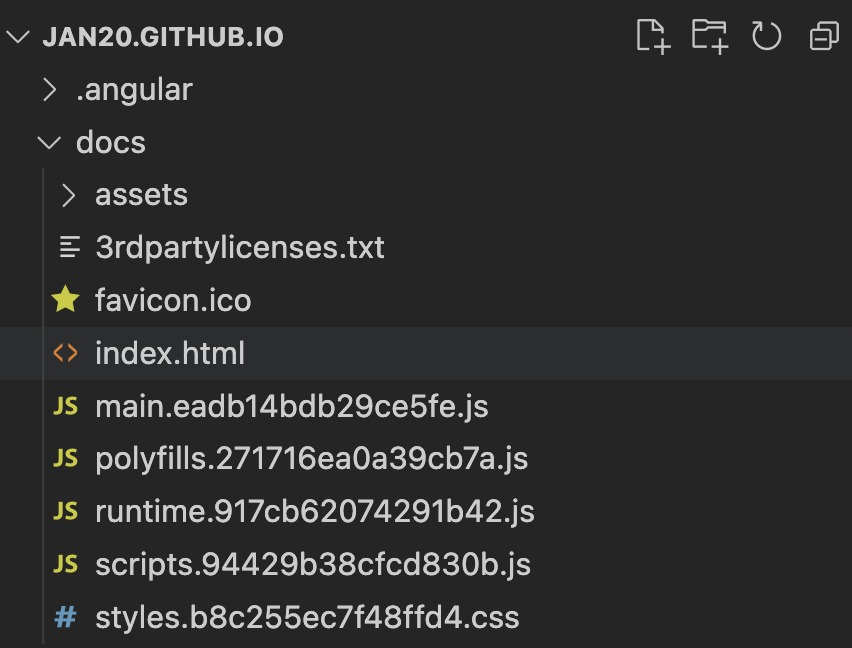 JAN20.GITHUB.IO
.angular
docs
assets
3rdpartylicenses.txt
favicon.ico
index.html
JS main.eadb14bdb29ce5fe.js
JS polyfills.271716ea0a39cb7a.js
JS runtime.917cb62074291b42.js
JS scripts.94429b38cfcd830b.js
# styles.b8c255ec7f48ffd4.css